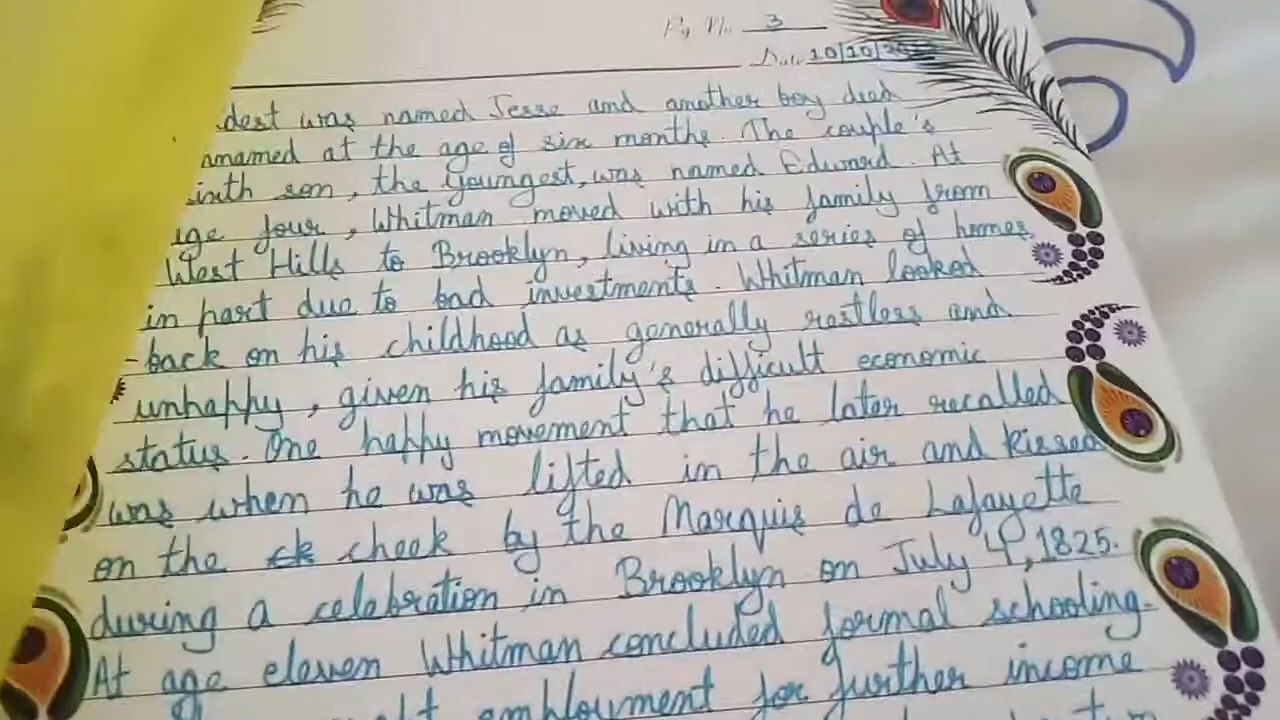 Pg No. 3
Date 10/10/
dest was named Jesse and another boy died
nnamed at the age of six months. The couple's
sixth son, the youngest, was named Edward. At
age four, Whitman moved with his family from
West Hills to Brooklyn, living in a series of homes,
in part due to bad investments. Whitman looked
-back on his childhood as generally restless and
unhappy, given his family's difficult economic
status. One happy movement that he later recalled
was when he was lifted in the air and kissed
on the cheek by the Marquis de Lafayette
during a celebration in Brooklyn on July 4, 1825.
At age eleven Whitman concluded formal schooling.
employment for further income